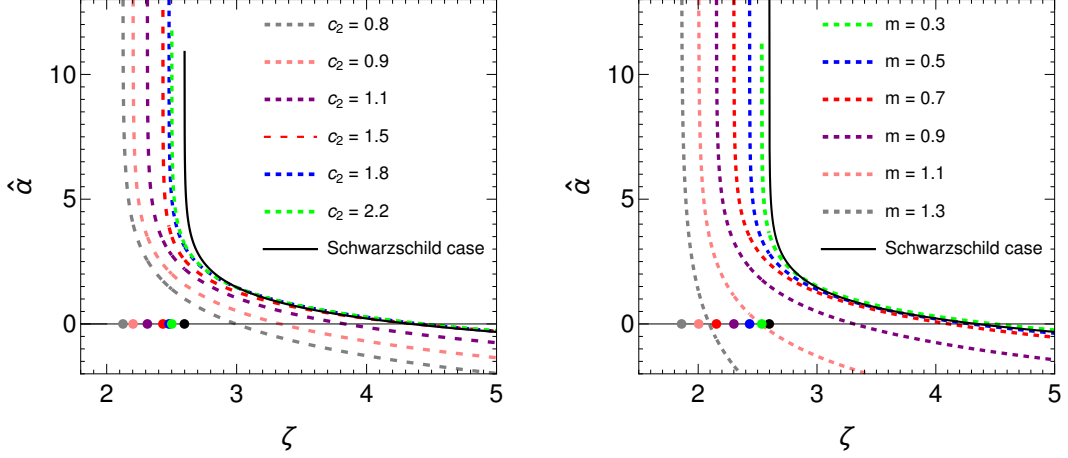 c₂ = 0.8
c₂ = 0.9
c₂ = 1.1
c₂ = 1.5
c₂ = 1.8
c₂ = 2.2
Schwarzschild case
10
5
0
2
3
4
5
α̂
ζ
m = 0.3
m = 0.5
m = 0.7
m = 0.9
m = 1.1
m = 1.3
Schwarzschild case
10
5
0
2
3
4
5
α̂
ζ